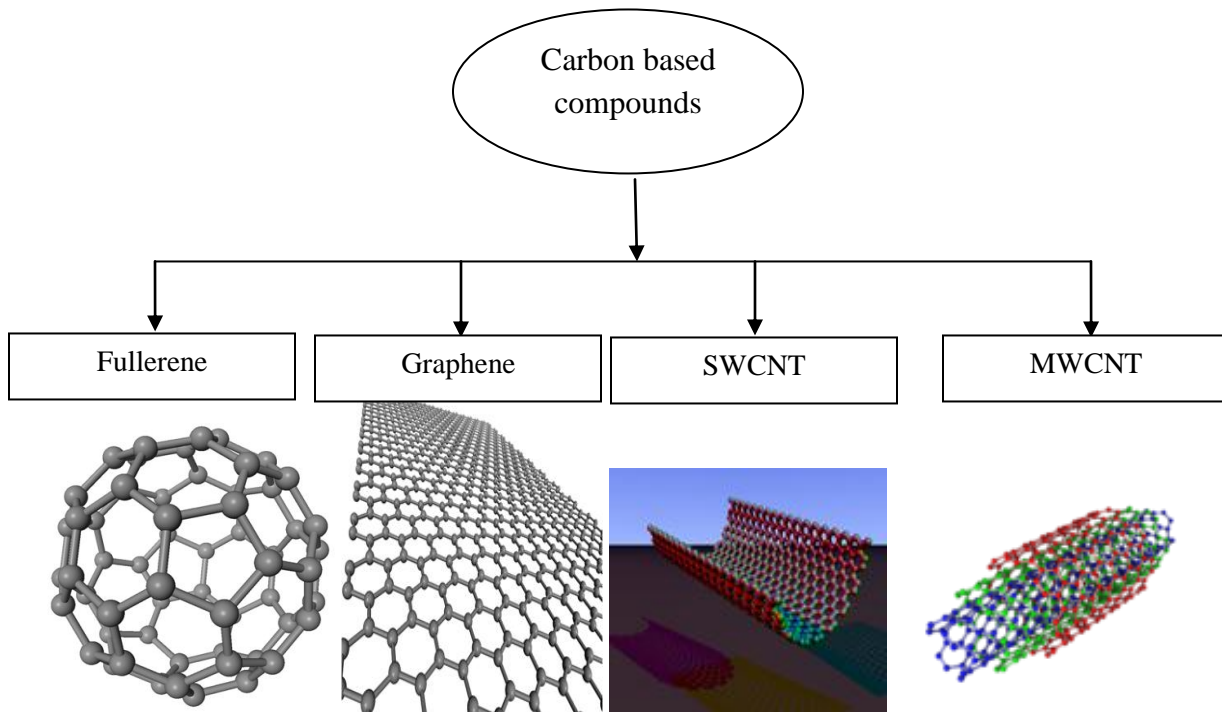 Carbon based
compounds
Fullerene
Graphene
SWCNT
MWCNT